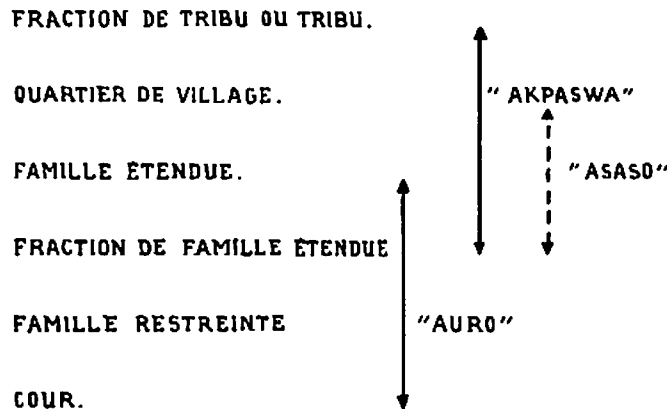 FRACTION DE TRIBU OU TRIBU.
QUARTIER DE VILLAGE. "AKPASWA"
FAMILLE ÉTENDUE. "ASASO"
FRACTION DE FAMILLE ÉTENDUE
FAMILLE RESTREINTE "AURO"
COUR.